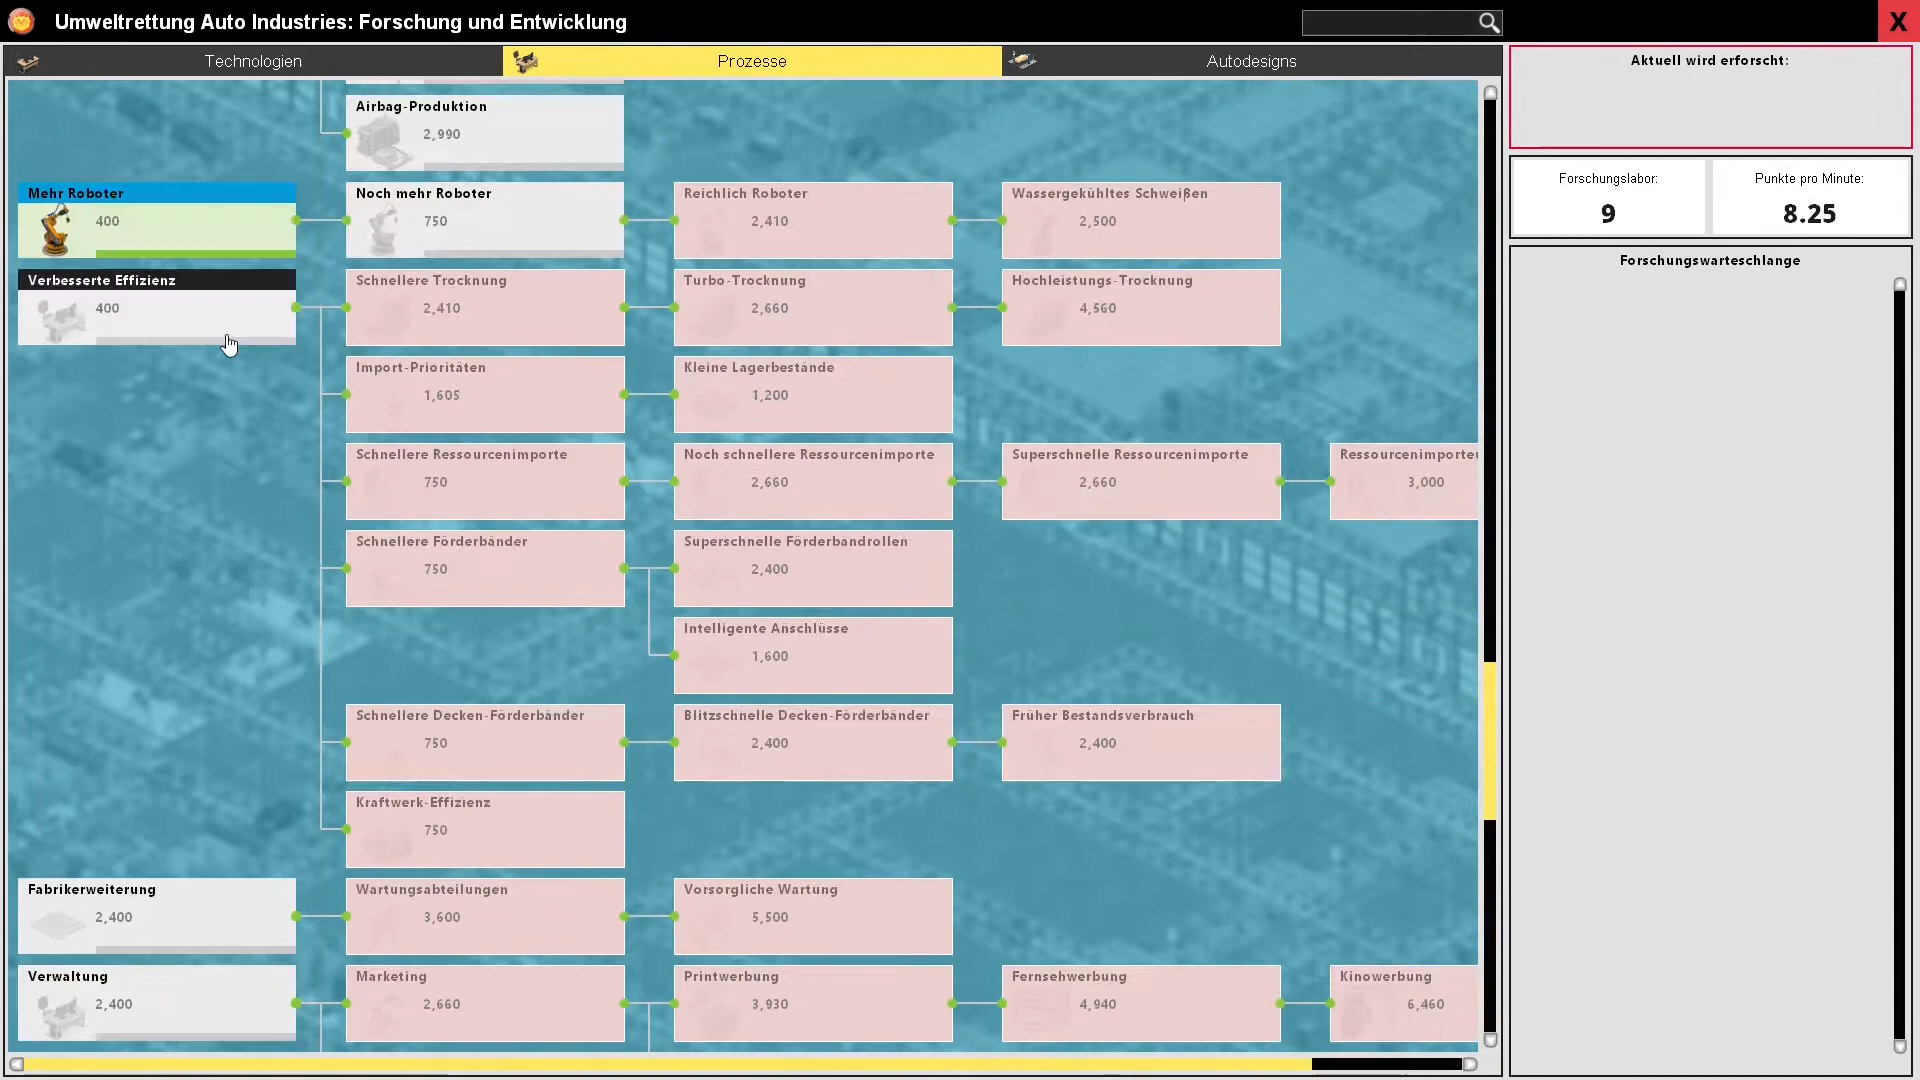 Umweltrettung Auto Industries: Forschung und Entwicklung
X
Technologien
Prozesse
Autodesigns
Airbag-Produktion
2,990
Mehr Roboter
400
Noch mehr Roboter
750
Reichlich Roboter
2,410
Wassergekühltes Schweißen
2,500
Verbesserte Effizienz
400
Schnellere Trocknung
2,410
Turbo-Trocknung
2,660
Hochleistungs-Trocknung
4,560
Import-Prioritäten
1,605
Kleine Lagerbestände
1,200
Schnellere Ressourcenimporte
750
Noch schnellere Ressourcenimporte
2,660
Superschnelle Ressourcenimporte
2,660
Ressourcenimporte
3,000
Schnellere Förderbänder
750
Superschnelle Förderbandrollen
2,400
Intelligente Anschlüsse
1,600
Schnellere Decken-Förderbänder
750
Blitzschnelle Decken-Förderbänder
2,400
Früher Bestandsverbrauch
2,400
Kraftwerk-Effizienz
750
Fabrikerweiterung
2,400
Wartungsabteilungen
3,600
Vorsorgliche Wartung
5,500
Verwaltung
2,400
Marketing
2,660
Printwerbung
3,930
Fernsehwerbung
4,940
Kinowerbung
6,460
Aktuell wird erforscht:
Forschungslabor:
9
Punkte pro Minute:
8.25
Forschungswarteschlange